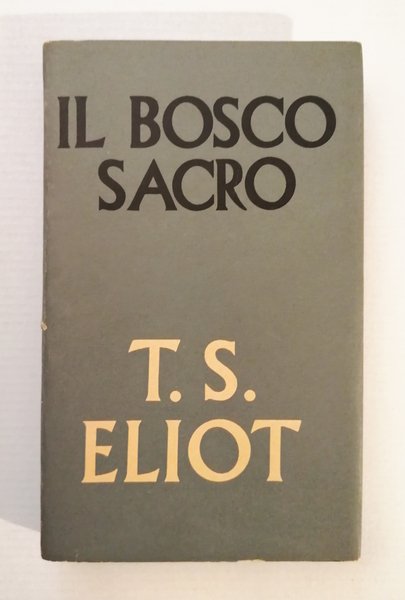 IL BOSCO
SACRO
T. S.
ELIOT